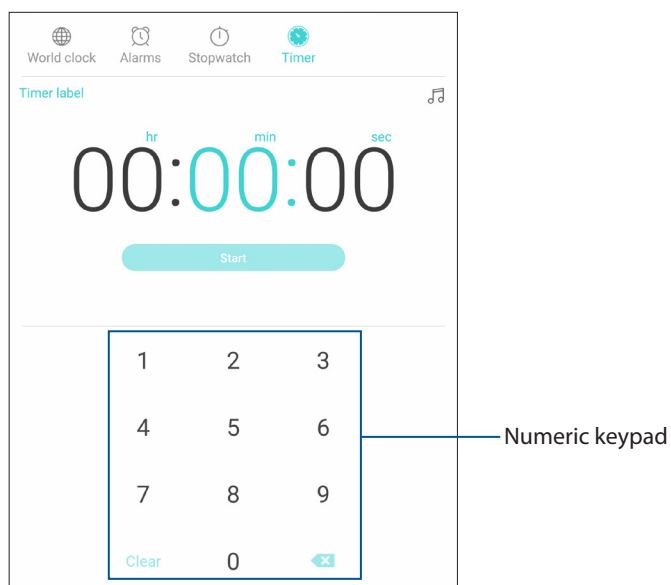 World clock Alarms Stopwatch Timer
Timer label
hr min sec
00:00:00
Start
1 2 3
4 5 6
Numeric keypad
7 8 9
Clear 0